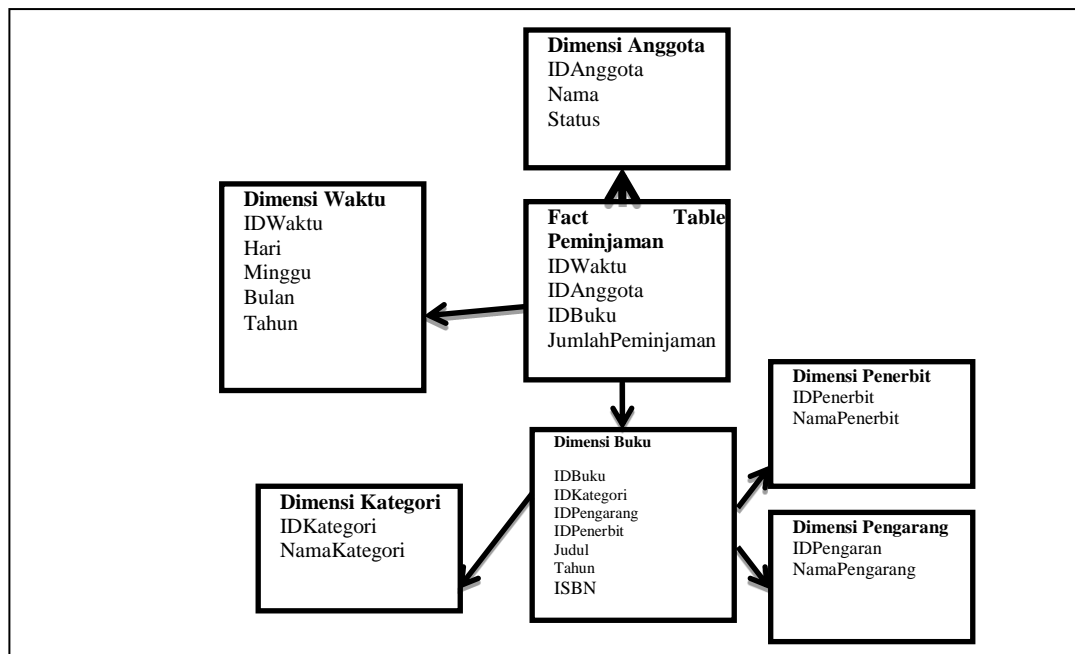 Dimensi Anggota
IDAnggota
Nama
Status
Dimensi Waktu
IDWaktu
Hari
Minggu
Bulan
Tahun
Fact Table
Peminjaman
IDWaktu
IDAnggota
IDBuku
JumlahPeminjaman
Dimensi Penerbit
IDPenerbit
NamaPenerbit
Dimensi Buku
IDBuku
IDKategori
IDPengarang
IDPenerbit
Judul
Tahun
ISBN
Dimensi Kategori
IDKategori
NamaKategori
Dimensi Pengarang
IDPengaran
NamaPengarang